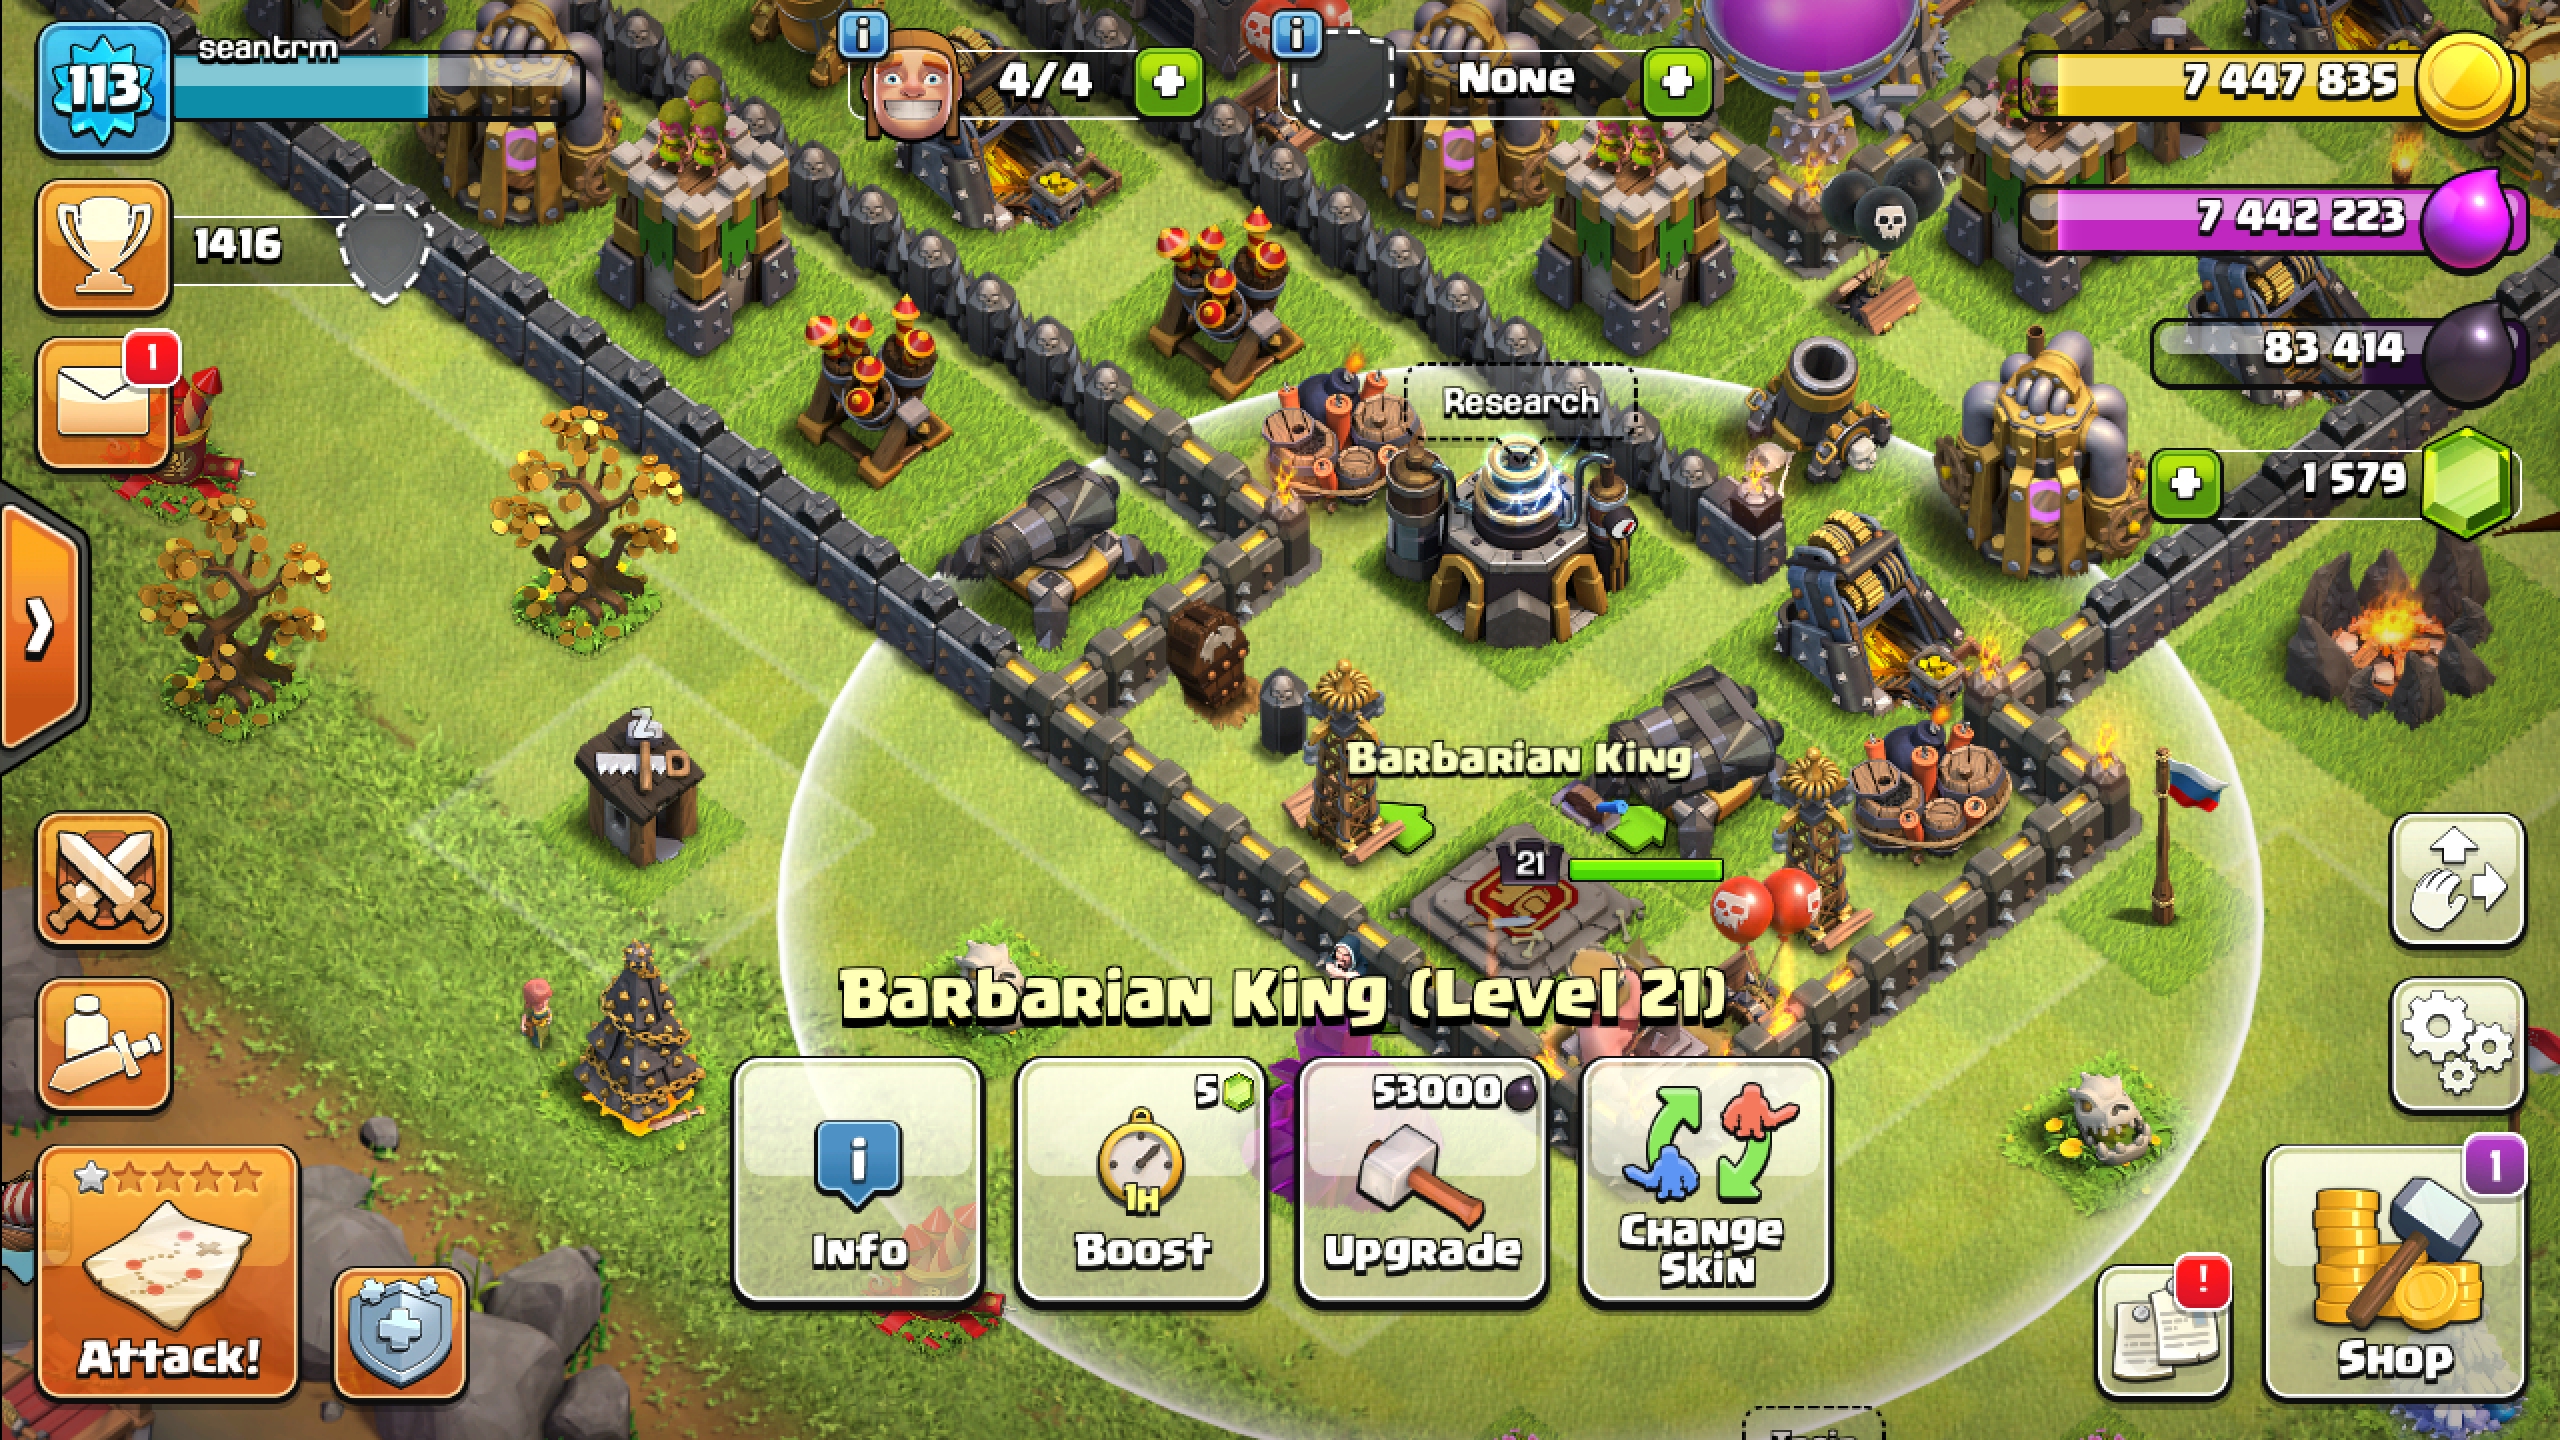 113
seantrm
4/4
None
7 447 835
1416
7 442 223
1
83 414
Research
1 579
Z
Barbarian King
21
Barbarian King (Level 21)
5
53000
1H
Info
Boost
Upgrade
Change
Skin
1
!
Attack!
Shop